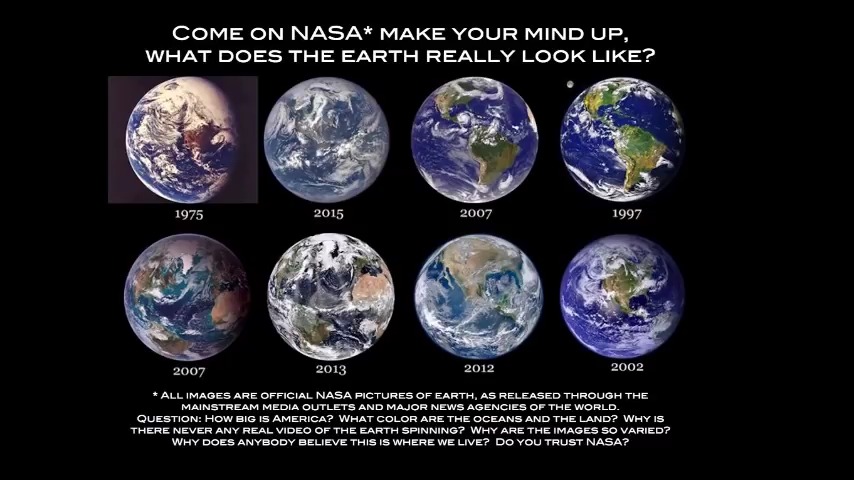 Come on NASA* make your mind up,
what does the earth really look like?
1975
2015
2007
1997
2007
2013
2012
2002
* All images are official NASA pictures of earth, as released through the
mainstream media outlets and major news agencies of the world.
Question: How big is America? What color are the oceans and the land? Why is
there never any real video of the earth spinning? Why are the images so varied?
Why does anybody believe this is where we live? Do you trust NASA?